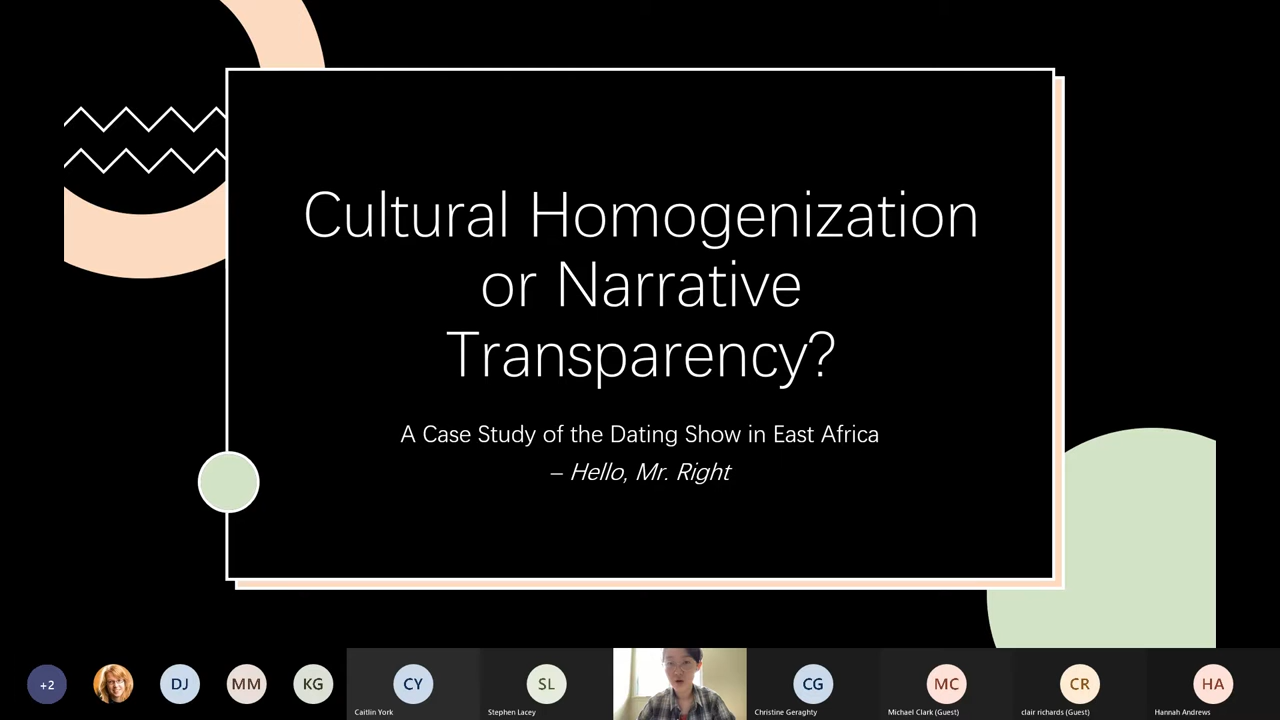 Cultural Homogenization
or Narrative
Transparency?
A Case Study of the Dating Show in East Africa
– Hello, Mr. Right
+2
DJ
MM
KG
CY
Caitlin York
SL
Stephen Lacey
CG
Christine Geraghty
MC
Michael Clark (Guest)
CR
clair richards (Guest)
HA
Hannah Andrews